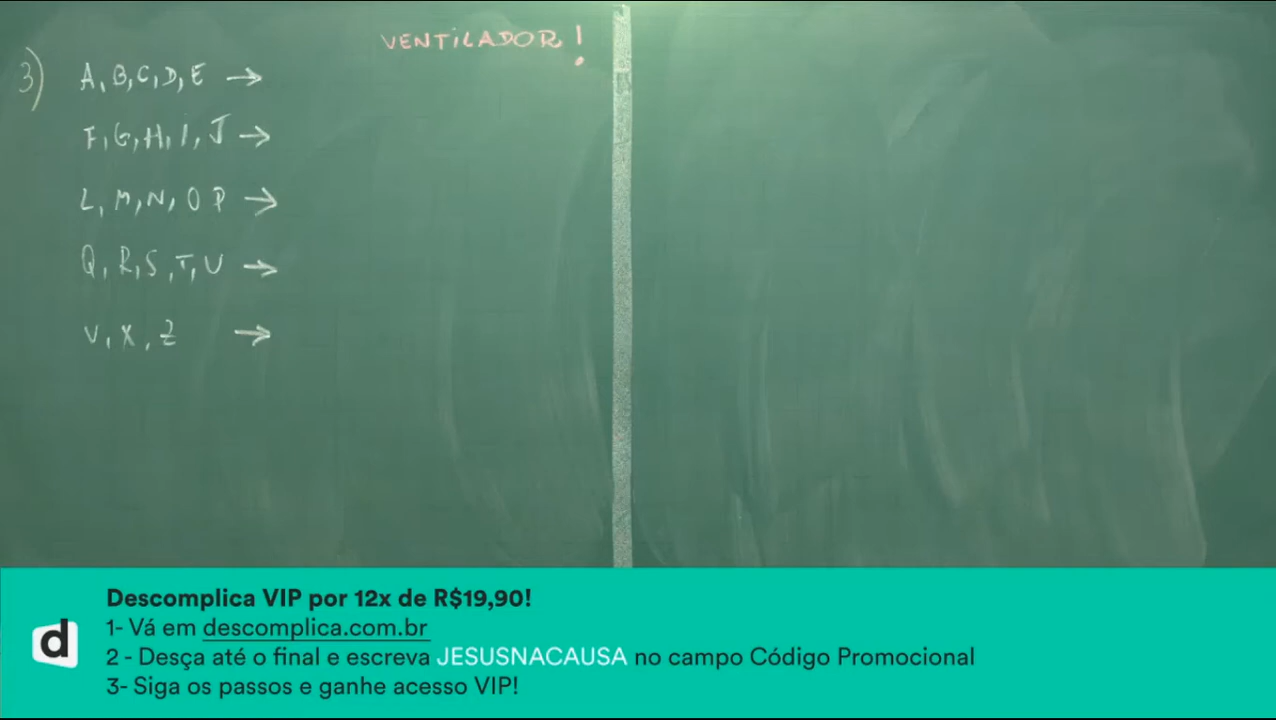 VENTILADOR!
3) A, B, C, D, E →
F, G, H, I, J →
L, M, N, O P →
Q, R, S, T, U →
V, X, Z →
d
Descomplica VIP por 12x de R$19,90!
1- Vá em descomplica.com.br
2 - Desça até o final e escreva JESUSNACAUSA no campo Código Promocional
3- Siga os passos e ganhe acesso VIP!